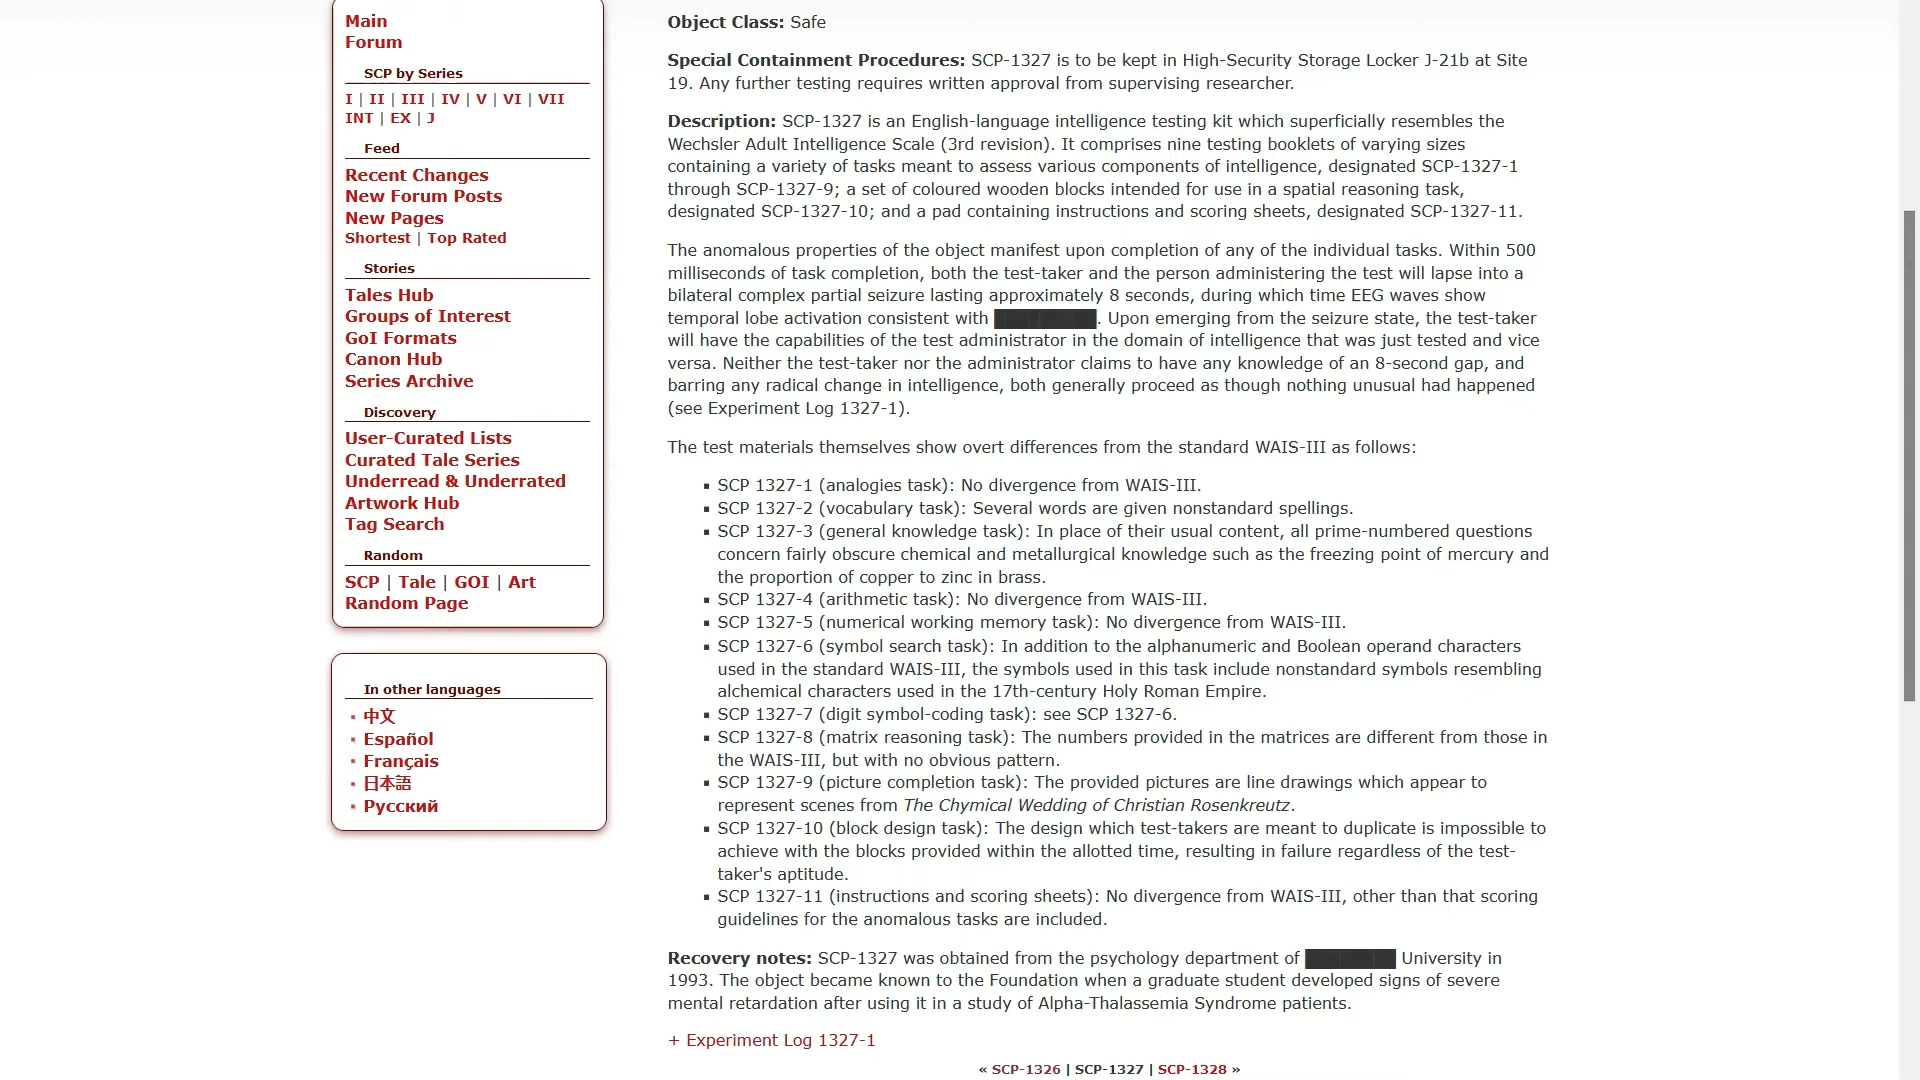 Main
Forum
SCP by Series
I | II | III | IV | V | VI | VII
INT | EX | J
Feed
Recent Changes
New Forum Posts
New Pages
Shortest | Top Rated
Stories
Tales Hub
Groups of Interest
GoI Formats
Canon Hub
Series Archive
Discovery
User-Curated Lists
Curated Tale Series
Underread & Underrated
Artwork Hub
Tag Search
Random
SCP | Tale | GOI | Art
Random Page
In other languages
中文
Español
Français
日本語
Русский
Object Class: Safe
Special Containment Procedures: SCP-1327 is to be kept in High-Security Storage Locker J-21b at Site
19. Any further testing requires written approval from supervising researcher.
Description: SCP-1327 is an English-language intelligence testing kit which superficially resembles the
Wechsler Adult Intelligence Scale (3rd revision). It comprises nine testing booklets of varying sizes
containing a variety of tasks meant to assess various components of intelligence, designated SCP-1327-1
through SCP-1327-9; a set of coloured wooden blocks intended for use in a spatial reasoning task,
designated SCP-1327-10; and a pad containing instructions and scoring sheets, designated SCP-1327-11.
The anomalous properties of the object manifest upon completion of any of the individual tasks. Within 500
milliseconds of task completion, both the test-taker and the person administering the test will lapse into a
bilateral complex partial seizure lasting approximately 8 seconds, during which time EEG waves show
temporal lobe activation consistent with █████████. Upon emerging from the seizure state, the test-taker
will have the capabilities of the test administrator in the domain of intelligence that was just tested and vice
versa. Neither the test-taker nor the administrator claims to have any knowledge of an 8-second gap, and
barring any radical change in intelligence, both generally proceed as though nothing unusual had happened
(see Experiment Log 1327-1).
The test materials themselves show overt differences from the standard WAIS-III as follows:
▪ SCP 1327-1 (analogies task): No divergence from WAIS-III.
▪ SCP 1327-2 (vocabulary task): Several words are given nonstandard spellings.
▪ SCP 1327-3 (general knowledge task): In place of their usual content, all prime-numbered questions
concern fairly obscure chemical and metallurgical knowledge such as the freezing point of mercury and
the proportion of copper to zinc in brass.
▪ SCP 1327-4 (arithmetic task): No divergence from WAIS-III.
▪ SCP 1327-5 (numerical working memory task): No divergence from WAIS-III.
▪ SCP 1327-6 (symbol search task): In addition to the alphanumeric and Boolean operand characters
used in the standard WAIS-III, the symbols used in this task include nonstandard symbols resembling
alchemical characters used in the 17th-century Holy Roman Empire.
▪ SCP 1327-7 (digit symbol-coding task): see SCP 1327-6.
▪ SCP 1327-8 (matrix reasoning task): The numbers provided in the matrices are different from those in
the WAIS-III, but with no obvious pattern.
▪ SCP 1327-9 (picture completion task): The provided pictures are line drawings which appear to
represent scenes from The Chymical Wedding of Christian Rosenkreutz.
▪ SCP 1327-10 (block design task): The design which test-takers are meant to duplicate is impossible to
achieve with the blocks provided within the allotted time, resulting in failure regardless of the test-
taker's aptitude.
▪ SCP 1327-11 (instructions and scoring sheets): No divergence from WAIS-III, other than that scoring
guidelines for the anomalous tasks are included.
Recovery notes: SCP-1327 was obtained from the psychology department of ████████ University in
1993. The object became known to the Foundation when a graduate student developed signs of severe
mental retardation after using it in a study of Alpha-Thalassemia Syndrome patients.
+ Experiment Log 1327-1
« SCP-1326 | SCP-1327 | SCP-1328 »